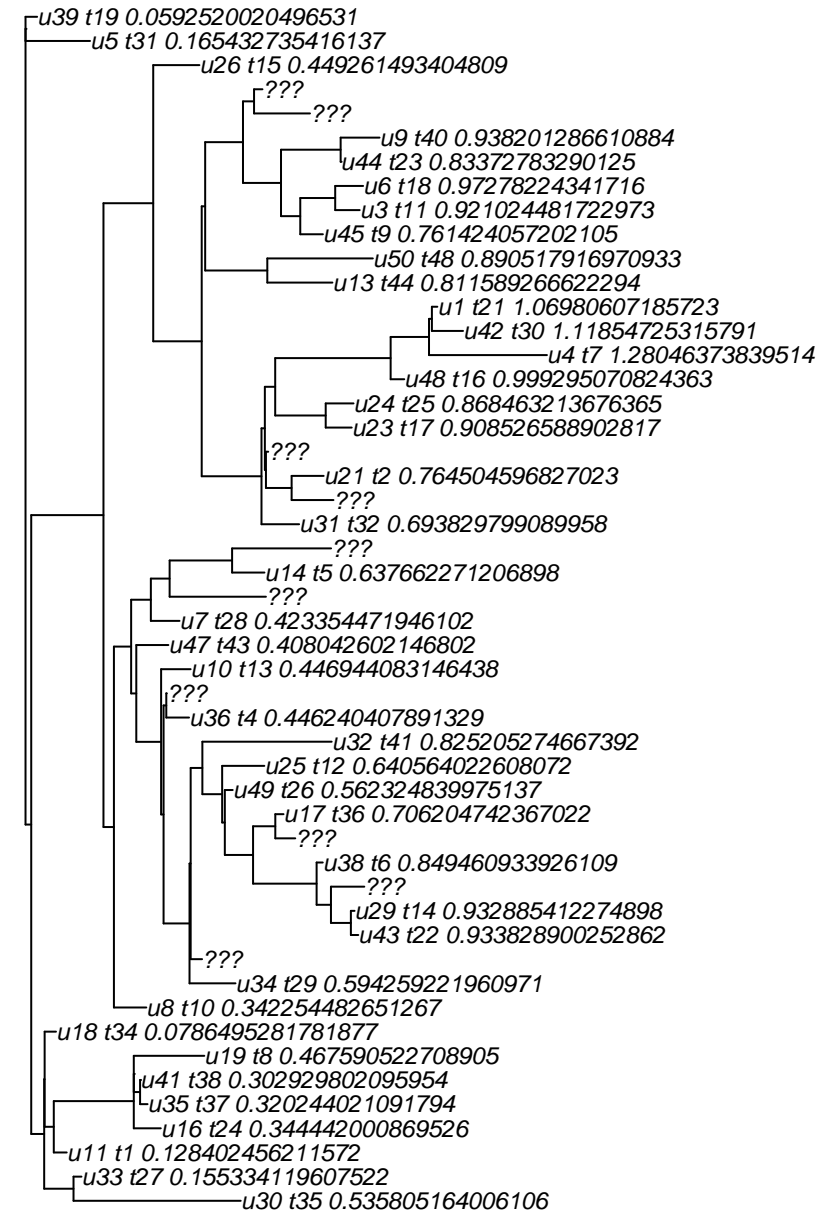 u39 t19 0.0592520020496531
u5 t31 0.165432735416137
u26 t15 0.449261493404809
???
???
u9 t40 0.938201286610884
u44 t23 0.83372783290125
u6 t18 0.97278224341716
u3 t11 0.921024481722973
u45 t9 0.761424057202105
u50 t48 0.890517916970933
u13 t44 0.811589266622294
u1 t21 1.06980607185723
u42 t30 1.11854725315791
u4 t7 1.28046373839514
u48 t16 0.999295070824363
u24 t25 0.868463213676365
u23 t17 0.908526588902817
???
u21 t2 0.764504596827023
???
u31 t32 0.693829799089958
???
u14 t5 0.637662271206898
???
u7 t28 0.423354471946102
u47 t43 0.408042602146802
u10 t13 0.446944083146438
???
u36 t4 0.446240407891329
u32 t41 0.825205274667392
u25 t12 0.640564022608072
u49 t26 0.562324839975137
u17 t36 0.706204742367022
???
u38 t6 0.849460933926109
???
u29 t14 0.932885412274898
u43 t22 0.933828900252862
???
u34 t29 0.594259221960971
u8 t10 0.342254482651267
u18 t34 0.0786495281781877
u19 t8 0.467590522708905
u41 t38 0.302929802095954
u35 t37 0.320244021091794
u16 t24 0.344442000869526
u11 t1 0.128402456211572
u33 t27 0.155334119607522
u30 t35 0.535805164006106